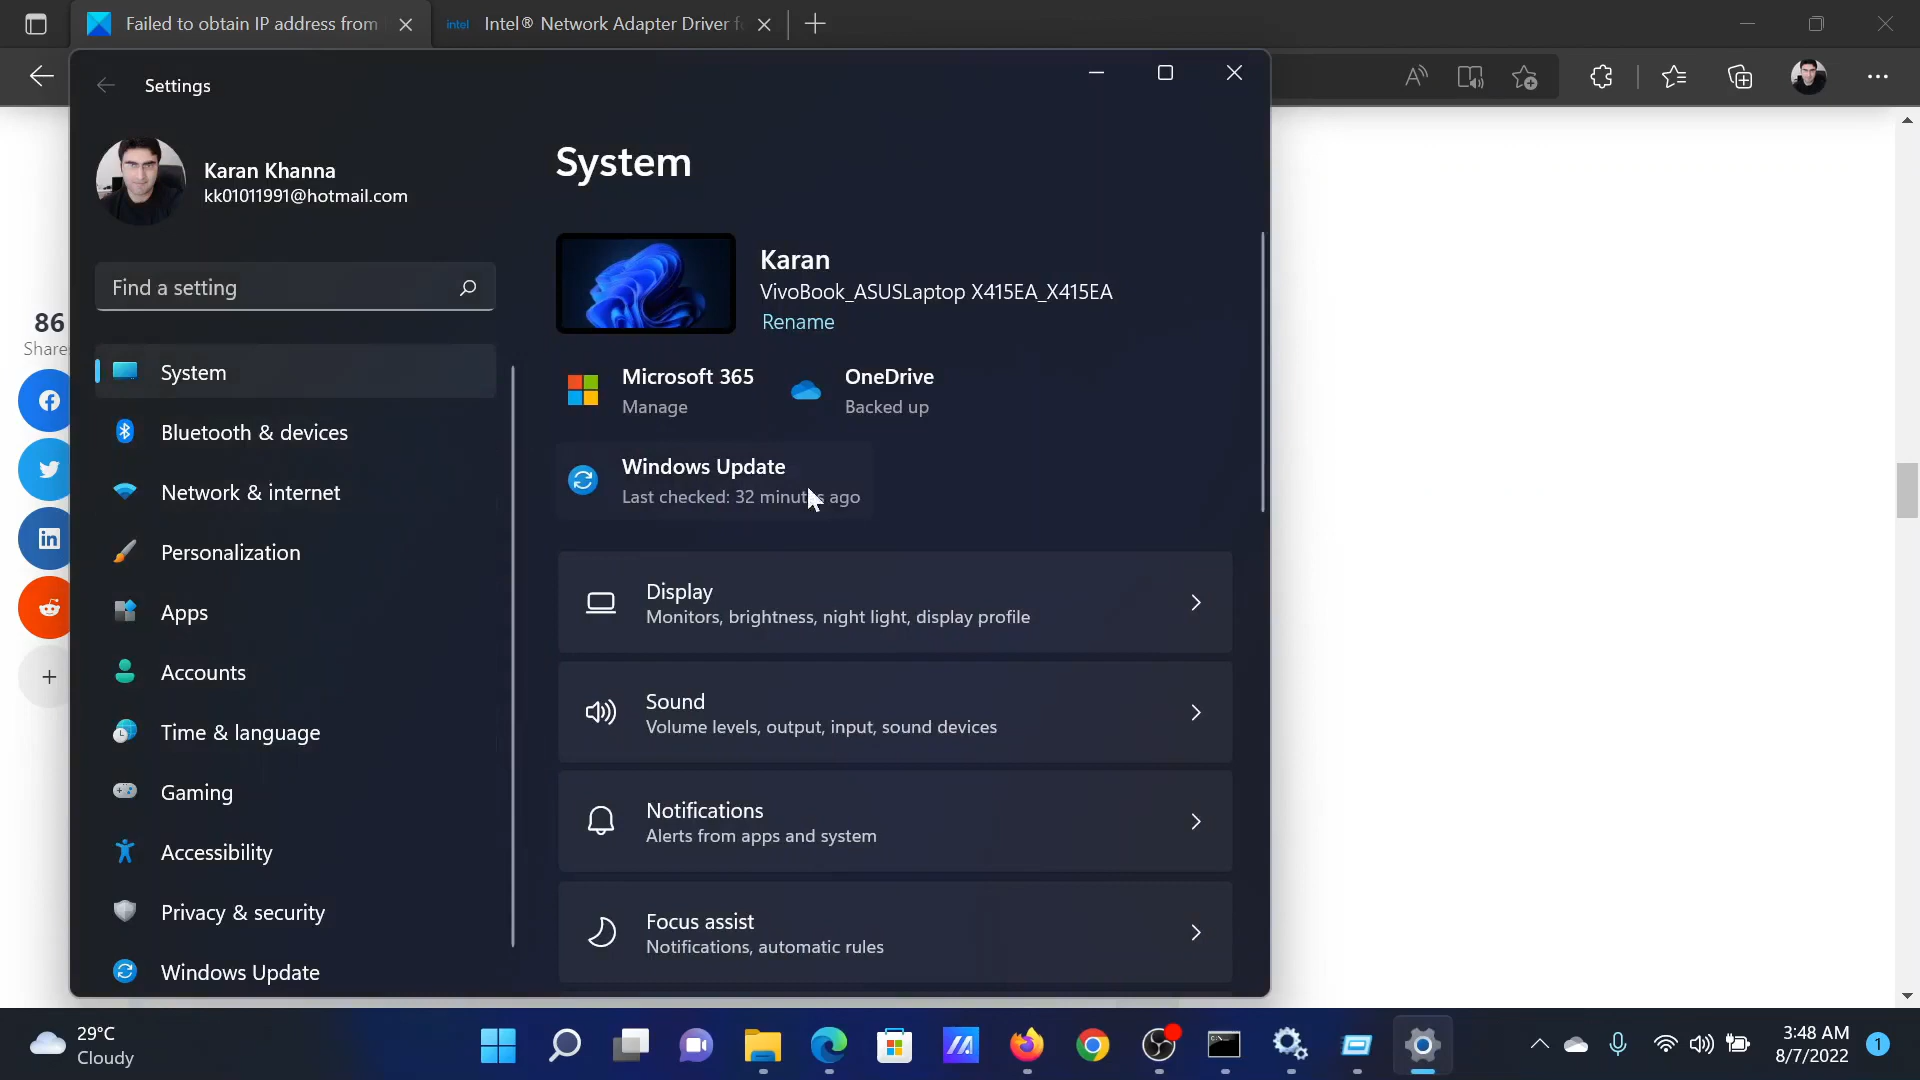 Failed to obtain IP address from
intel Intel® Network Adapter Driver f
Settings
Karan Khanna
kk01011991@hotmail.com
Find a setting
System
Bluetooth & devices
Network & internet
Personalization
Apps
Accounts
Time & language
Gaming
Accessibility
Privacy & security
Windows Update
System
Karan
VivoBook_ASUSLaptop X415EA_X415EA
Rename
Microsoft 365
Manage
OneDrive
Backed up
Windows Update
Last checked: 32 minutes ago
Display
Monitors, brightness, night light, display profile
Sound
Volume levels, output, input, sound devices
Notifications
Alerts from apps and system
Focus assist
Notifications, automatic rules
86
Share
29°C
Cloudy
3:48 AM
8/7/2022
1